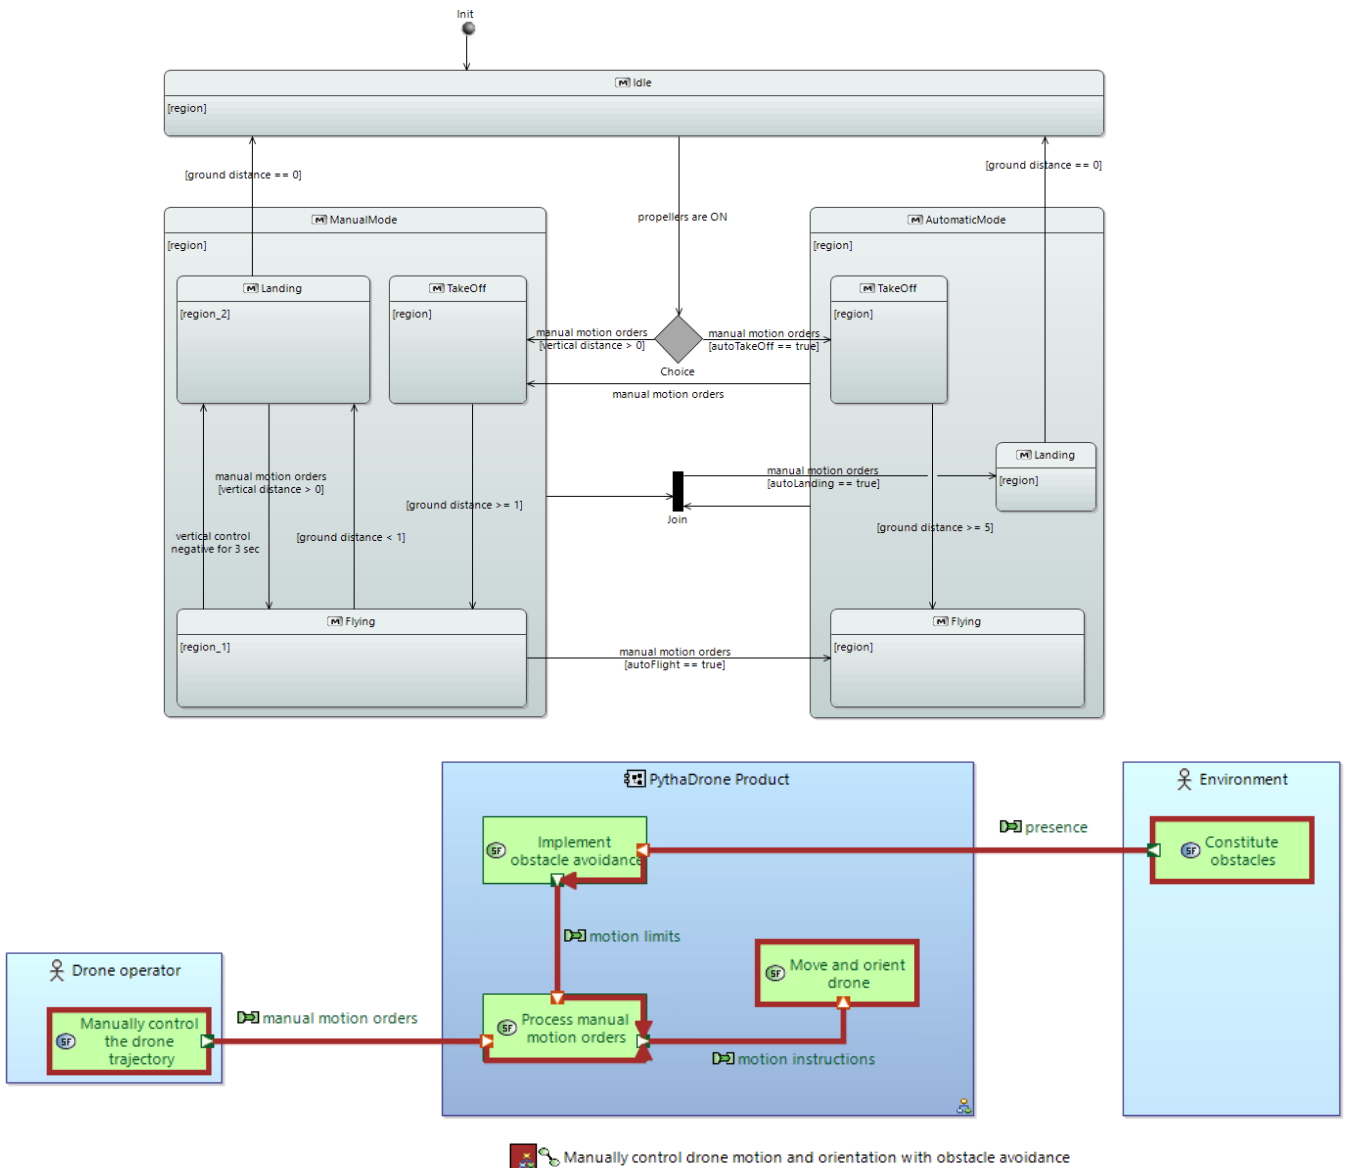 Init
M Idle
[region]
[ground distance == 0]
[ground distance == 0]
propellers are ON
M ManualMode
[region]
M AutomaticMode
[region]
M Landing
[region_2]
M TakeOff
[region]
M TakeOff
[region]
manual motion orders
[vertical distance > 0]
manual motion orders
[autoTakeOff == true]
Choice
manual motion orders
manual motion orders
[vertical distance > 0]
[ground distance >= 1]
vertical control
negative for 3 sec
[ground distance < 1]
manual motion orders
[autoLanding == true]
Join
M Landing
[region]
[ground distance >= 5]
M Flying
[region_1]
manual motion orders
[autoFlight == true]
M Flying
[region]
PythaDrone Product
Environment
SF Implement
obstacle avoidance
presence
SF Constitute
obstacles
motion limits
Drone operator
SF Manually control
the drone
trajectory
manual motion orders
SF Process manual
motion orders
SF Move and orient
drone
motion instructions
Manually control drone motion and orientation with obstacle avoidance